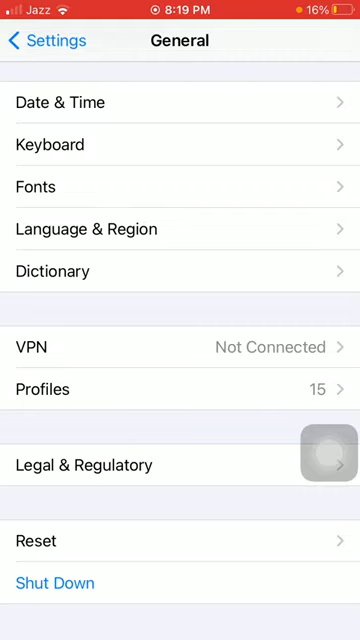 Jazz 8:19 PM 16%
Settings General
Date & Time
Keyboard
Fonts
Language & Region
Dictionary
VPN Not Connected
Profiles 15
Legal & Regulatory
Reset
Shut Down